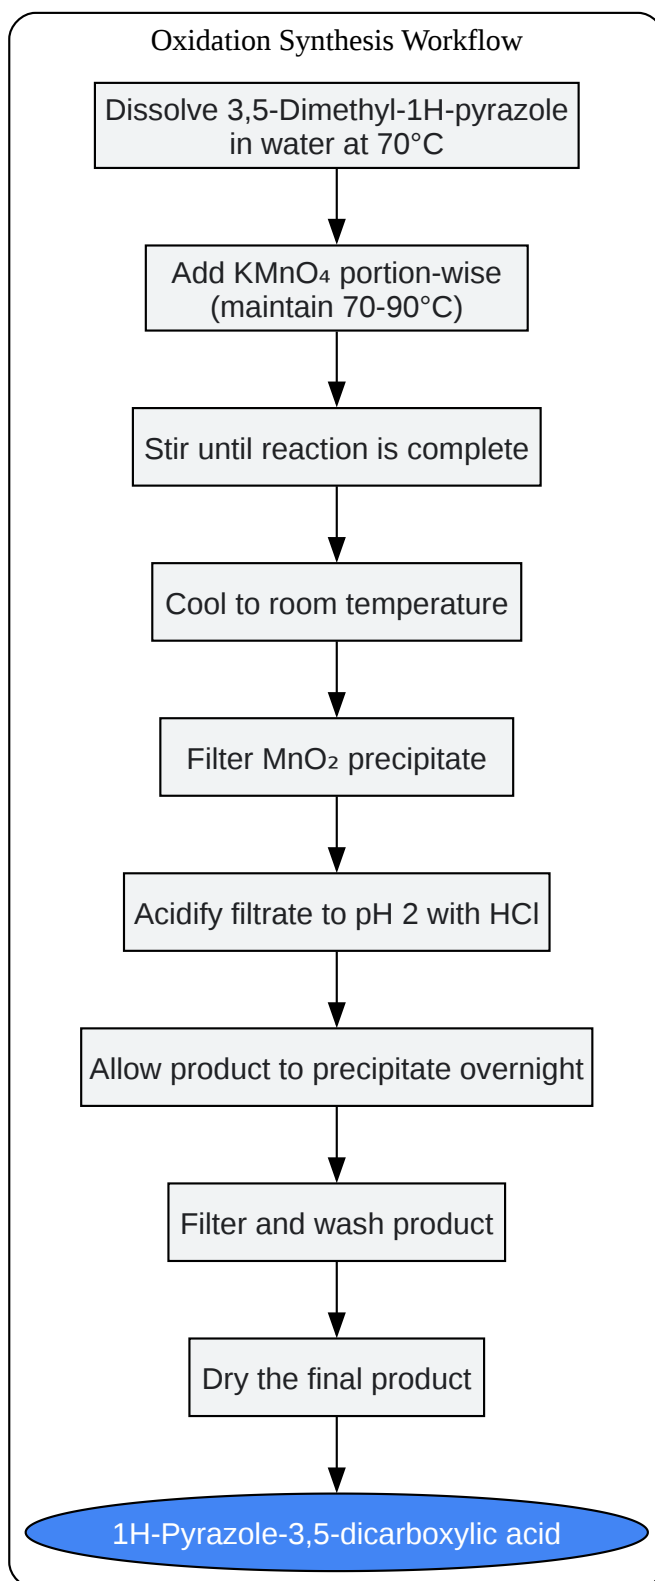 Oxidation Synthesis Workflow
Dissolve 3,5-Dimethyl-1H-pyrazole
in water at 70°C
Add KMnO₄ portion-wise
(maintain 70-90°C)
Stir until reaction is complete
Cool to room temperature
Filter MnO₂ precipitate
Acidify filtrate to pH 2 with HCl
Allow product to precipitate overnight
Filter and wash product
Dry the final product
1H-Pyrazole-3,5-dicarboxylic acid